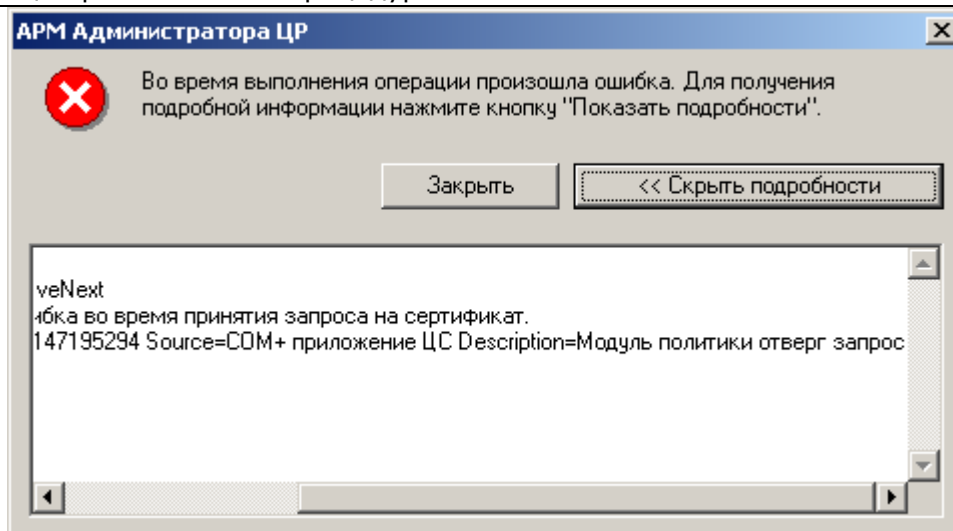 АРМ Администратора ЦР
Во время выполнения операции произошла ошибка. Для получения
подробной информации нажмите кнопку "Показать подробности".
Закрыть
<< Скрыть подробности
veNext
ибка во время принятия запроса на сертификат.
147195294 Source=COM+ приложение ЦС Description=Модуль политики отверг запрос